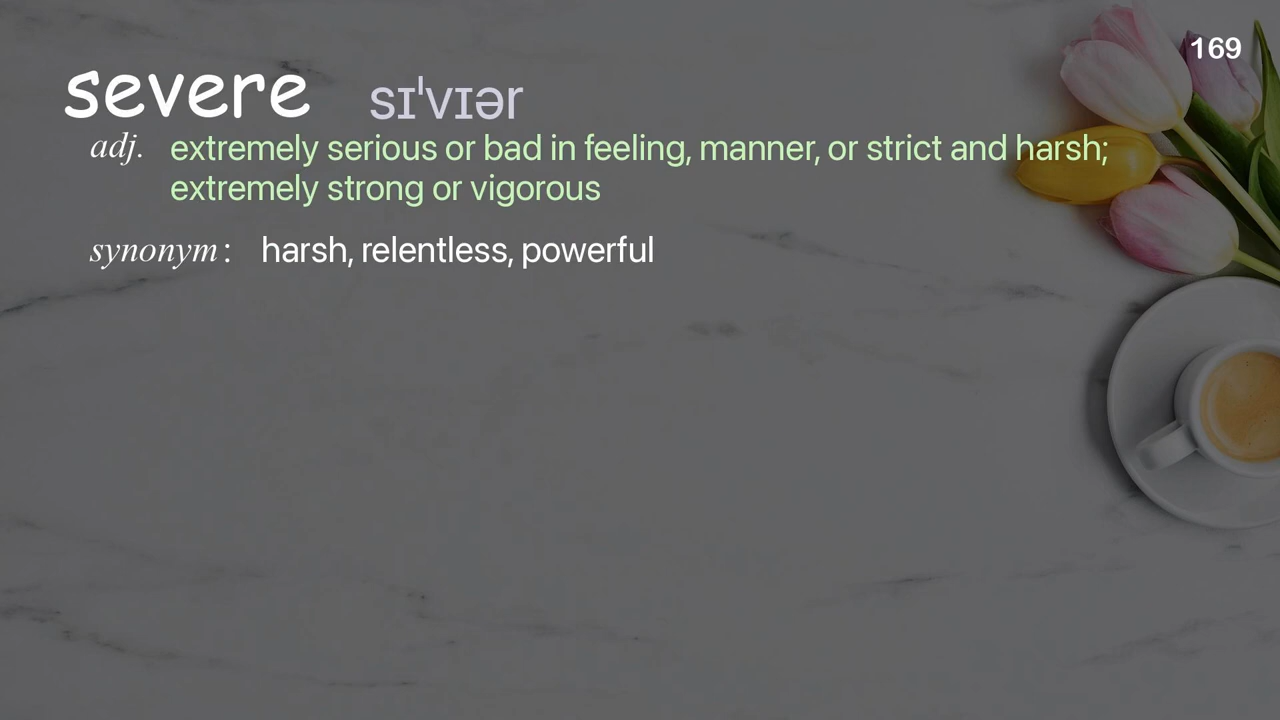 169
severe sɪˈvɪər
adj. extremely serious or bad in feeling, manner, or strict and harsh;
extremely strong or vigorous
synonym : harsh, relentless, powerful